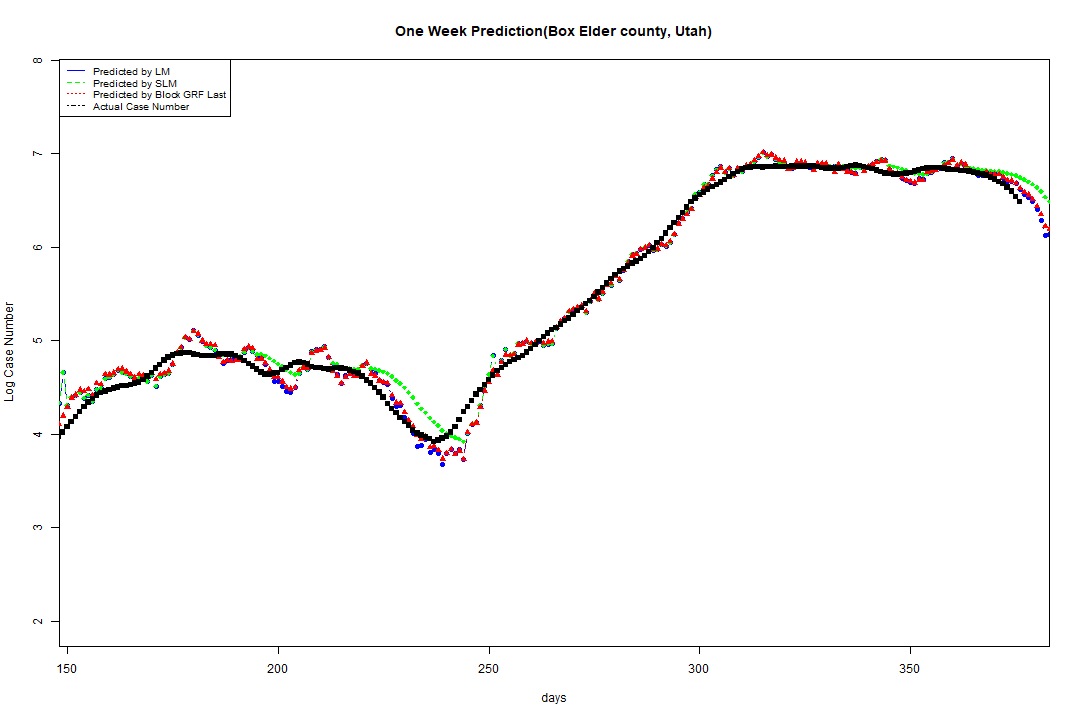 One Week Prediction(Box Elder county, Utah)
Predicted by LM
Predicted by SLM
Predicted by Block GRF Last
Actual Case Number
8
7
6
5
4
3
2
Log Case Number
150 200 250 300 350
days